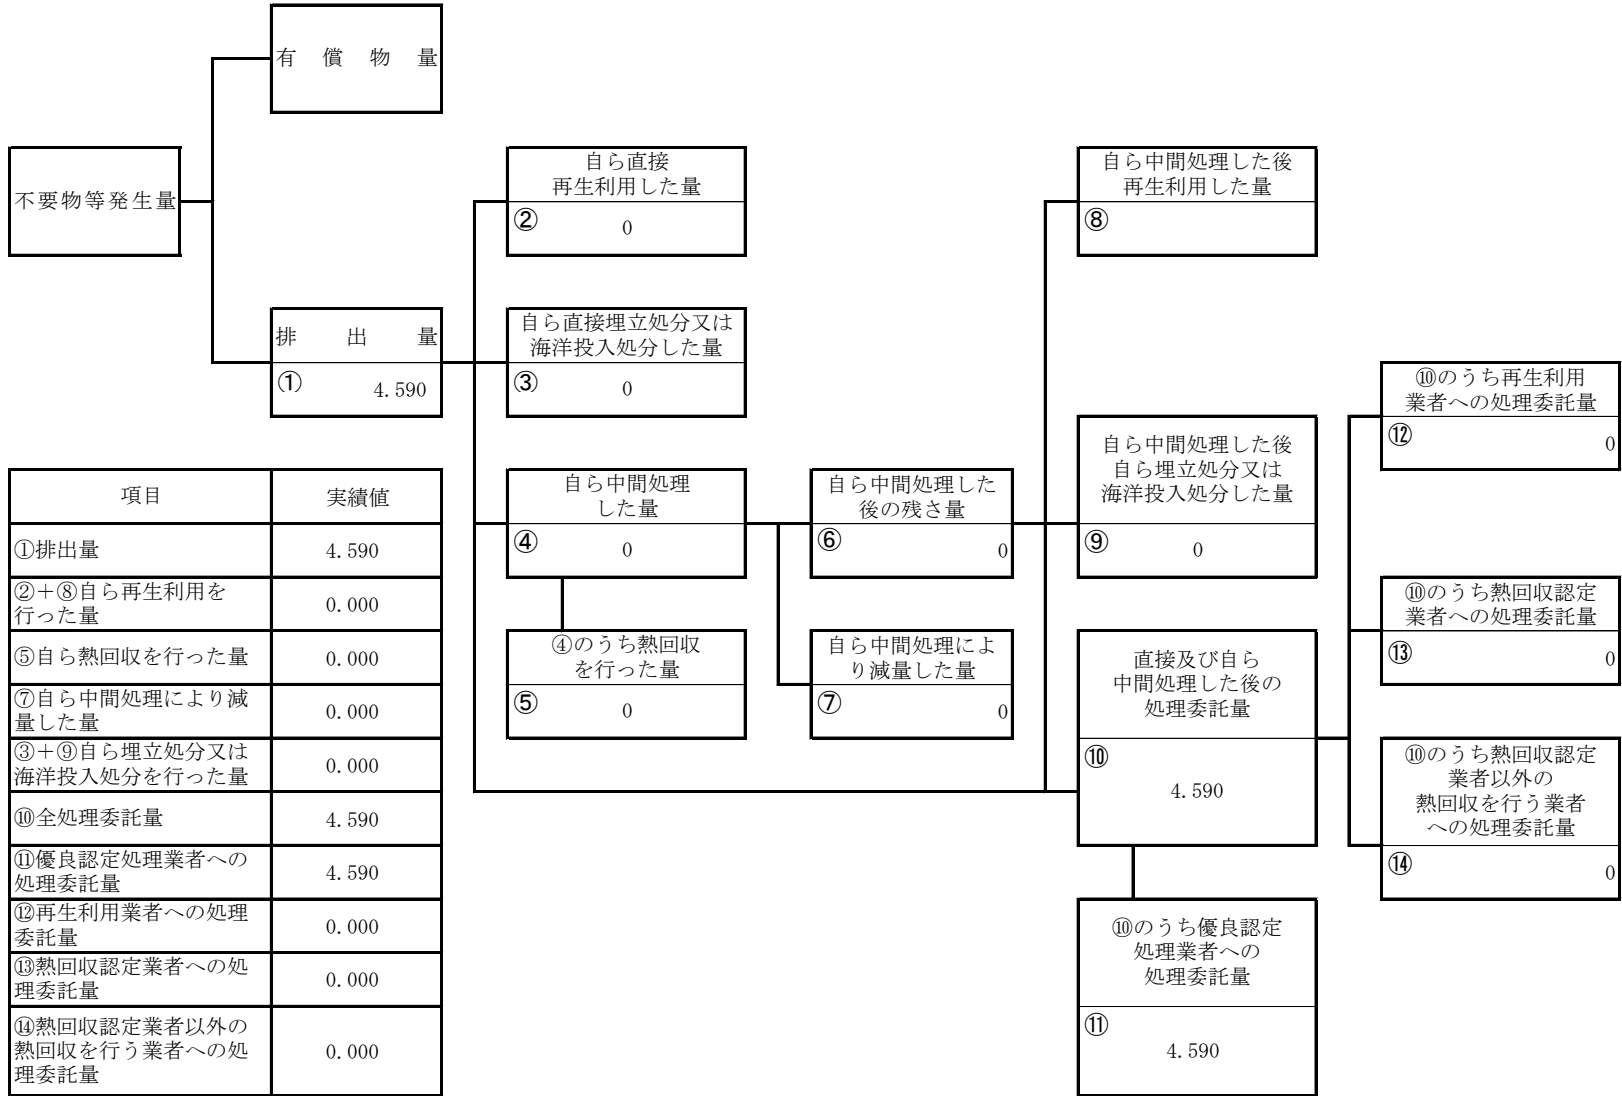 有償物量
不要物等発生量
排出量
① 4.590
自ら直接
再生利用した量
② 0
自ら直接埋立処分又は
海洋投入処分した量
③ 0
自ら中間処理
した量
④ 0
④のうち熱回収
を行った量
⑤ 0
自ら中間処理した
後の残さ量
⑥ 0
自ら中間処理によ
り減量した量
⑦ 0
自ら中間処理した後
再生利用した量
⑧
自ら中間処理した後
自ら埋立処分又は
海洋投入処分した量
⑨ 0
直接及び自ら
中間処理した後の
処理委託量
⑩
4.590
⑩のうち優良認定
処理業者への
処理委託量
⑪
4.590
⑩のうち再生利用
業者への処理委託量
⑫ 0
⑩のうち熱回収認定
業者への処理委託量
⑬ 0
⑩のうち熱回収認定
業者以外の
熱回収を行う業者
への処理委託量
⑭ 0
項目 実績値
①排出量 4.590
②+⑧自ら再生利用を
行った量 0.000
⑤自ら熱回収を行った量 0.000
⑦自ら中間処理により減
量した量 0.000
③+⑨自ら埋立処分又は
海洋投入処分を行った量 0.000
⑩全処理委託量 4.590
⑪優良認定処理業者への
処理委託量 4.590
⑫再生利用業者への処理
委託量 0.000
⑬熱回収認定業者への処
理委託量 0.000
⑭熱回収認定業者以外の
熱回収を行う業者への処
理委託量 0.000